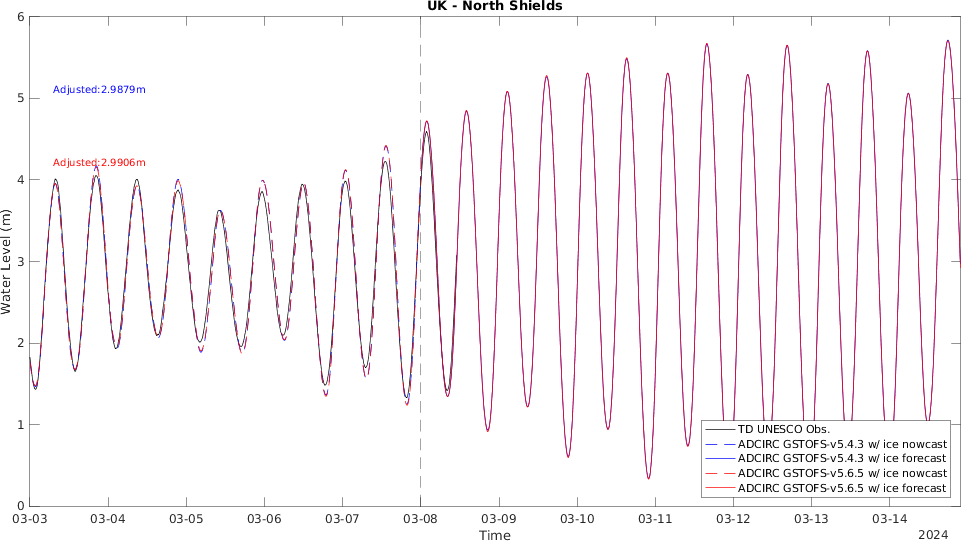 UK - North Shields
6
5
4
3
2
1
0
Water Level (m)
Adjusted:2.9879m
Adjusted:2.9906m
TD UNESCO Obs.
ADCIRC GSTOFS-v5.4.3 w/ ice nowcast
ADCIRC GSTOFS-v5.4.3 w/ ice forecast
ADCIRC GSTOFS-v5.6.5 w/ ice nowcast
ADCIRC GSTOFS-v5.6.5 w/ ice forecast
03-03 03-04 03-05 03-06 03-07 03-08 03-09 03-10 03-11 03-12 03-13 03-14
Time
2024